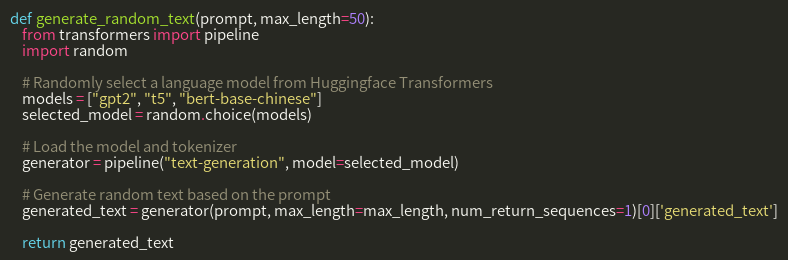 def generate_random_text(prompt, max_length=50):
    from transformers import pipeline
    import random

    # Randomly select a language model from Huggingface Transformers
    models = ["gpt2", "t5", "bert-base-chinese"]
    selected_model = random.choice(models)

    # Load the model and tokenizer
    generator = pipeline("text-generation", model=selected_model)

    # Generate random text based on the prompt
    generated_text = generator(prompt, max_length=max_length, num_return_sequences=1)[0]['generated_text']

    return generated_text